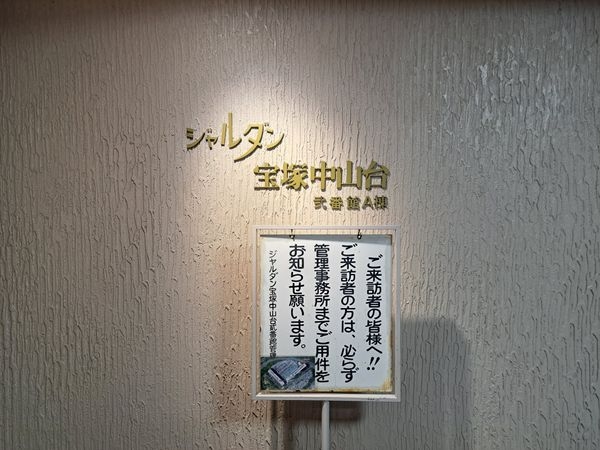 シャルダン
宝塚中山台
弐番館A棟
ご来訪者の皆様へ!!
ご来訪者の方は、必らず
管理事務所までご用件を
お知らせ願います。
シャルダン宝塚中山台弐番館管理